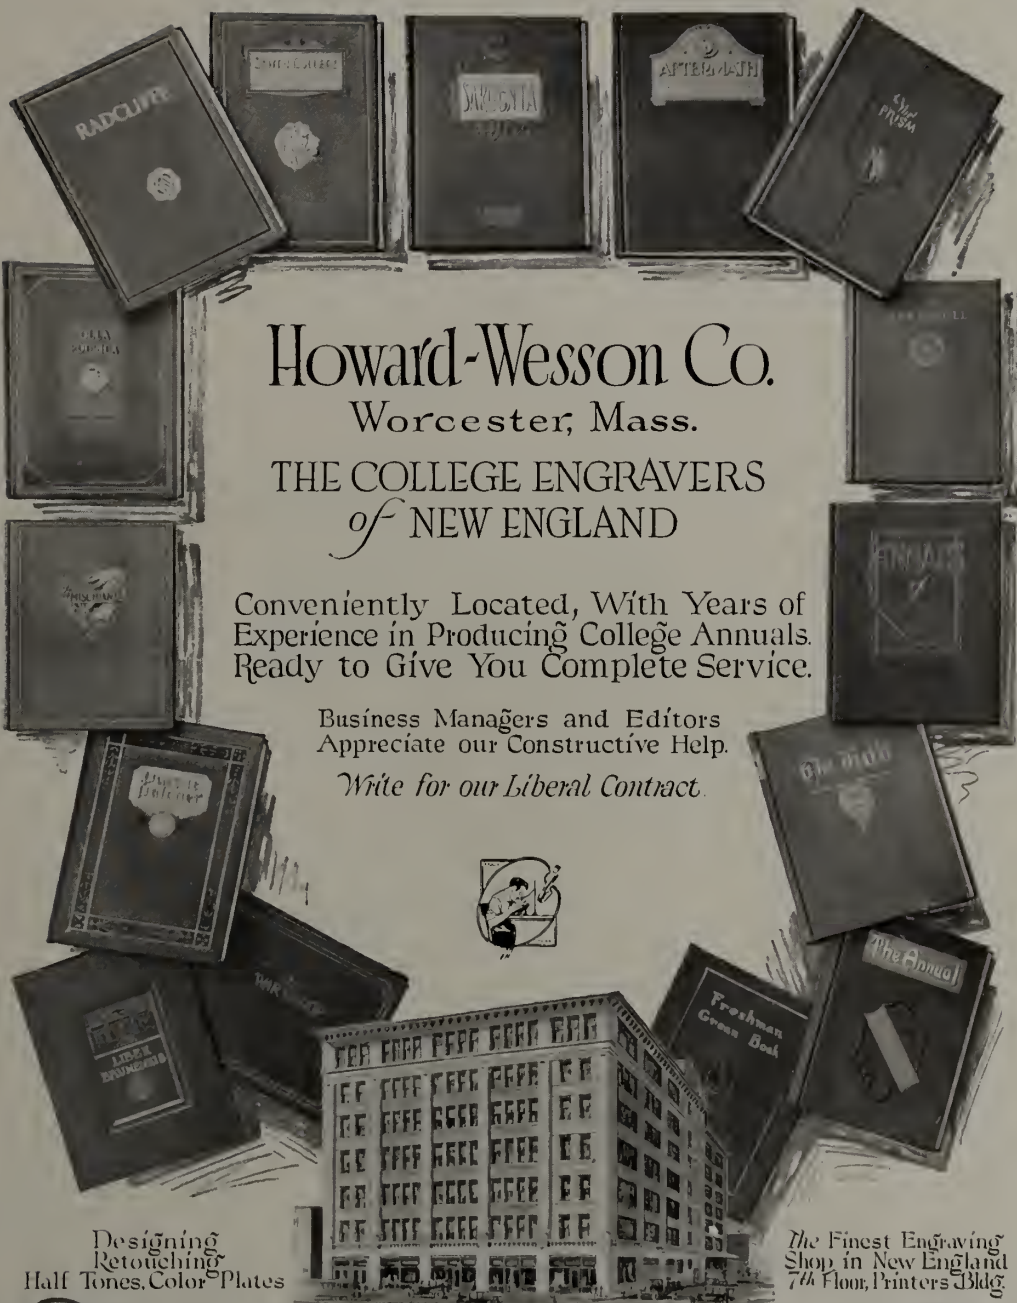 RADCLIFFE
AFTERMATH
The
PRISM
Howard-Wesson Co.
Worcester, Mass.
THE COLLEGE ENGRAVERS
of NEW ENGLAND
Conveniently Located, With Years of
Experience in Producing College Annuals.
Ready to Give You Complete Service.
Business Managers and Editors
Appreciate our Constructive Help.
Write for our Liberal Contract.
LIBER
BRUNENSIS
Freshman
Green Book
The Annual
Designing
Retouching
Half Tones, Color Plates
The Finest Engraving
Shop in New England
7th Floor, Printers Bldg.